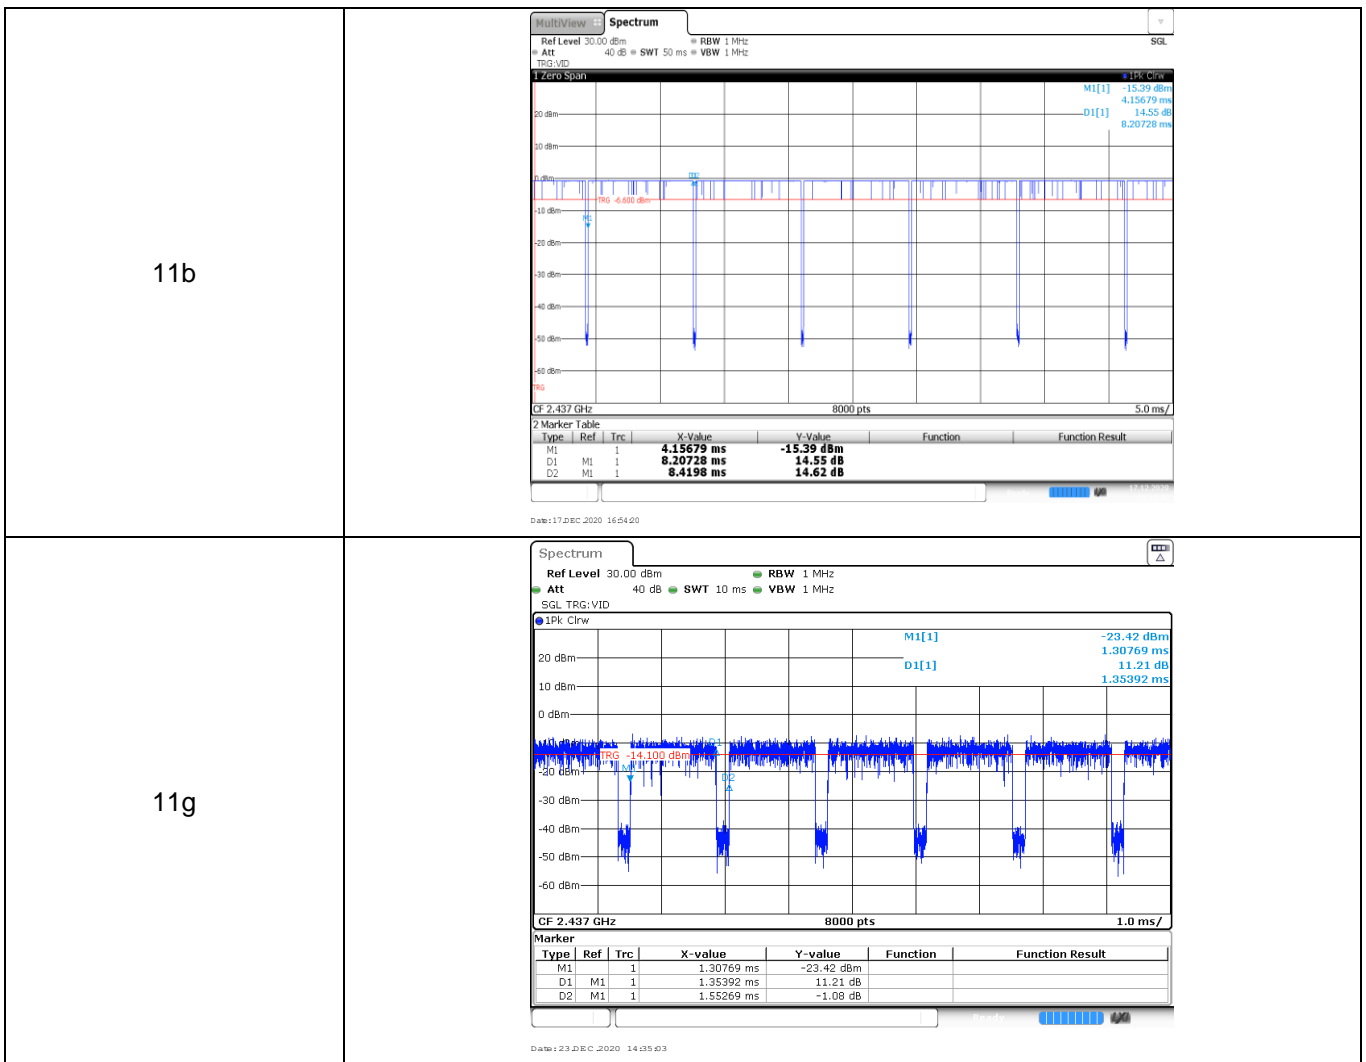 11b
MultiView Spectrum
Ref Level 30.00 dBm RBW 1 MHz SGL
Att 40 dB SWT 50 ms VBW 1 MHz
TRG:VID
1 Zero Span 1Pk Clrw
M1[1] -15.39 dBm
4.15679 ms
D1[1] 14.55 dB
8.20728 ms
20 dBm
10 dBm
0 dBm
TRG -6.600 dBm
-10 dBm
M1
-20 dBm
-30 dBm
-40 dBm
-50 dBm
-60 dBm
TRG
CF 2.437 GHz 8000 pts 5.0 ms/
2 Marker Table
Type Ref Trc X-Value Y-Value Function Function Result
M1 1 4.15679 ms -15.39 dBm
D1 M1 1 8.20728 ms 14.55 dB
D2 M1 1 8.4198 ms 14.62 dB
Date:17.DEC.2020 16:54:20
11g
Spectrum
Ref Level 30.00 dBm RBW 1 MHz
Att 40 dB SWT 10 ms VBW 1 MHz
SGL TRG:VID
1Pk Clrw
M1[1] -23.42 dBm
1.30769 ms
D1[1] 11.21 dB
1.35392 ms
20 dBm
10 dBm
0 dBm
D1
TRG -14.100 dBm
-20 dBm
D2
-30 dBm
-40 dBm
-50 dBm
-60 dBm
CF 2.437 GHz 8000 pts 1.0 ms/
Marker
Type Ref Trc X-value Y-value Function Function Result
M1 1 1.30769 ms -23.42 dBm
D1 M1 1 1.35392 ms 11.21 dB
D2 M1 1 1.55269 ms -1.08 dB
Ready
Date:23.DEC.2020 14:35:03